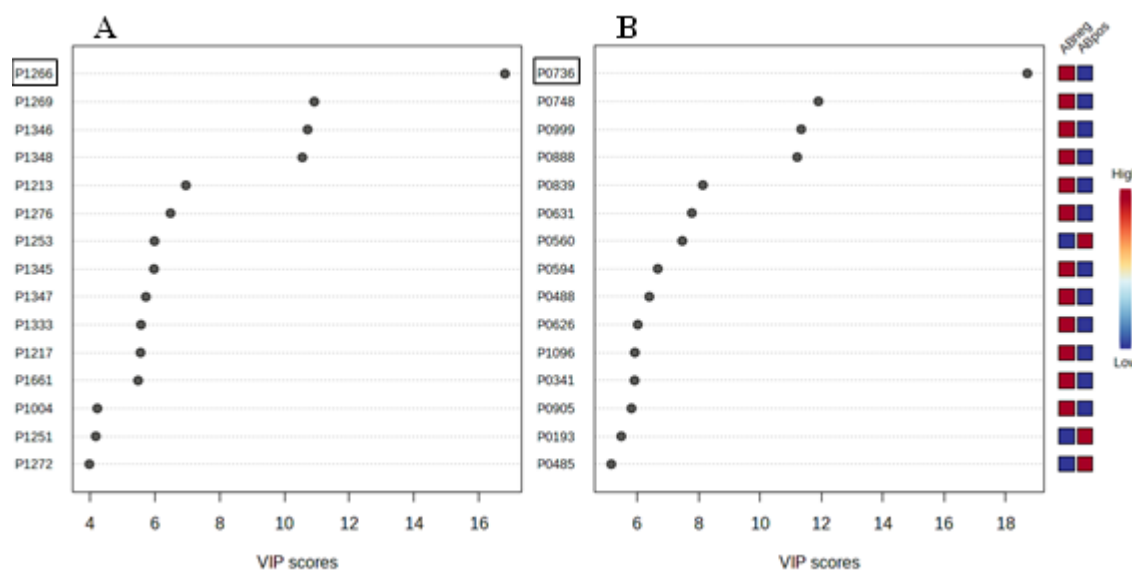 A
P1266
P1269
P1346
P1348
P1213
P1276
P1253
P1345
P1347
P1333
P1217
P1661
P1004
P1251
P1272
4 6 8 10 12 14 16
VIP scores
B
P0736
P0748
P0999
P0888
P0839
P0631
P0560
P0594
P0488
P0626
P1096
P0341
P0905
P0193
P0485
6 8 10 12 14 16 18
VIP scores
ABneg
ABpos
High
Low